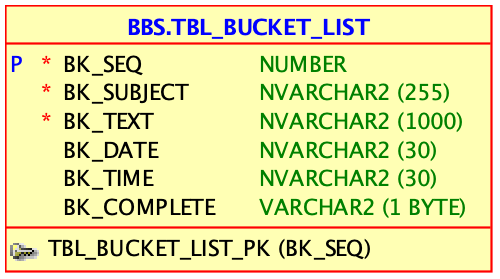 BBS.TBL_BUCKET_LIST
P * BK_SEQ NUMBER
* BK_SUBJECT NVARCHAR2 (255)
* BK_TEXT NVARCHAR2 (1000)
BK_DATE NVARCHAR2 (30)
BK_TIME NVARCHAR2 (30)
BK_COMPLETE VARCHAR2 (1 BYTE)
TBL_BUCKET_LIST_PK (BK_SEQ)